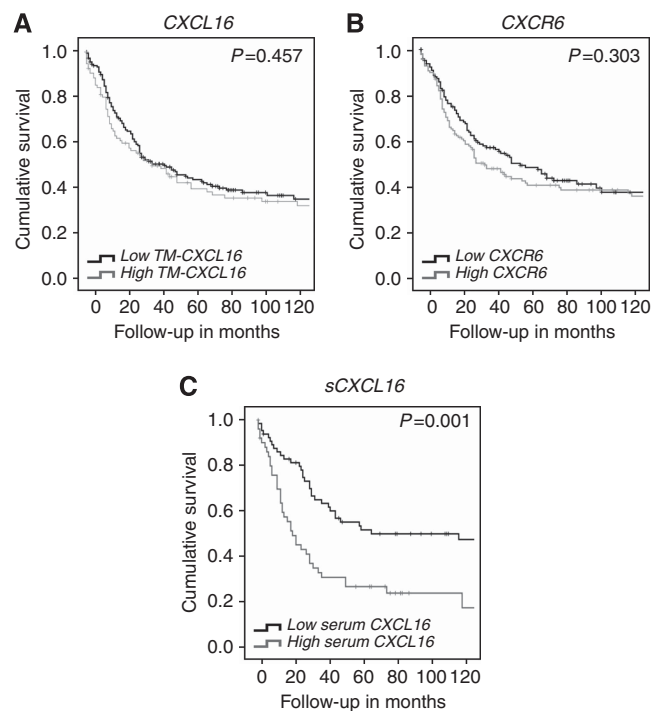 A
CXCL16
P=0.457
Cumulative survival
1.0
0.8
0.6
0.4
0.2
0.0
Low TM-CXCL16
High TM-CXCL16
0 20 40 60 80 100 120
Follow-up in months
B
CXCR6
P=0.303
Cumulative survival
1.0
0.8
0.6
0.4
0.2
0.0
Low CXCR6
High CXCR6
0 20 40 60 80 100 120
Follow-up in months
C
sCXCL16
P=0.001
Cumulative survival
1.0
0.8
0.6
0.4
0.2
0.0
Low serum CXCL16
High serum CXCL16
0 20 40 60 80 100 120
Follow-up in months